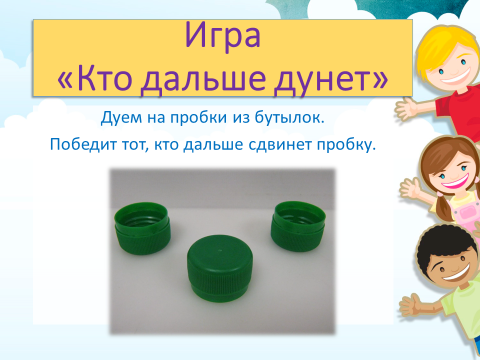 Игра
«Кто дальше дунет»
Дуем на пробки из бутылок.
Победит тот, кто дальше сдвинет пробку.